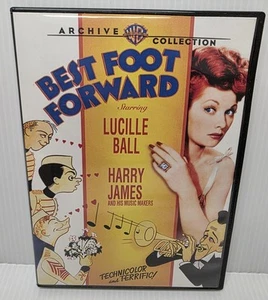 ARCHIVE WB COLLECTION
BEST FOOT
FORWARD
Starring
LUCILLE
BALL
HARRY
JAMES
AND HIS MUSIC MAKERS
TECHNICOLOR and TERRIFIC!